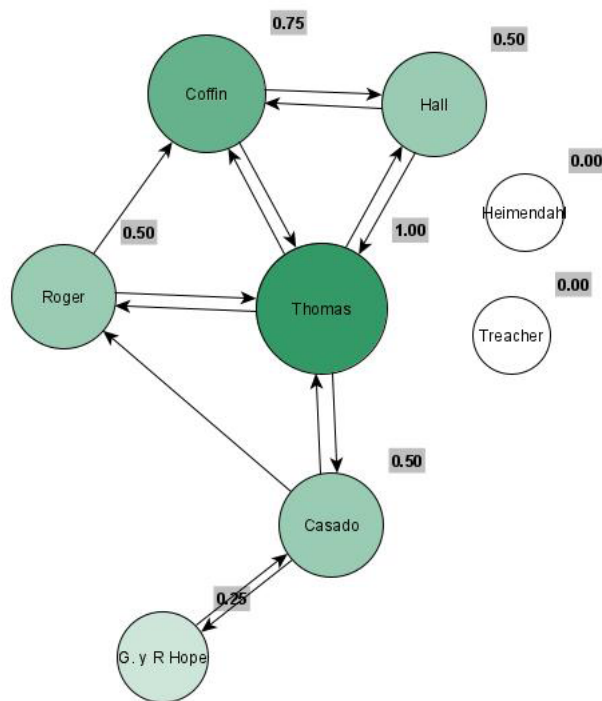 0.75
0.50
Coffin
Hall
0.00
Heimendahl
0.50
1.00
0.00
Roger
Thomas
Treacher
0.50
Casado
0.25
G. y R Hope